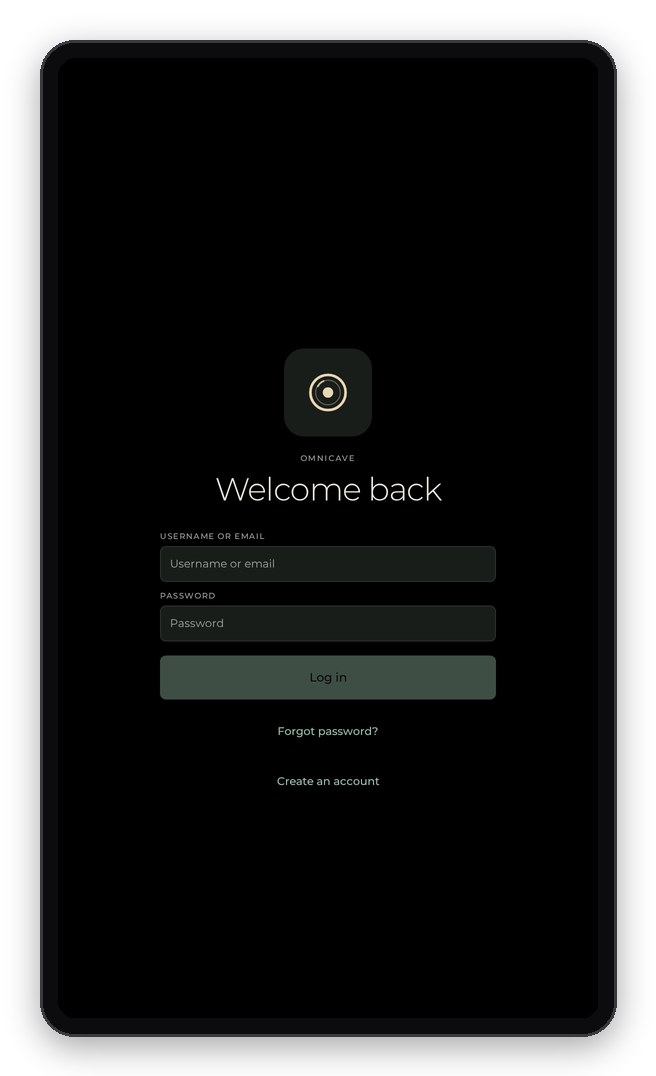 OMNICAVE
Welcome back
USERNAME OR EMAIL
Username or email
PASSWORD
Password
Log in
Forgot password?
Create an account